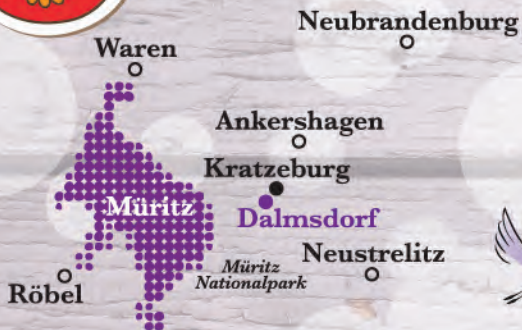 Neubrandenburg
Waren
Ankershagen
Kratzeburg
Müritz
Dalmsdorf
Müritz
Nationalpark
Neustrelitz
Röbel